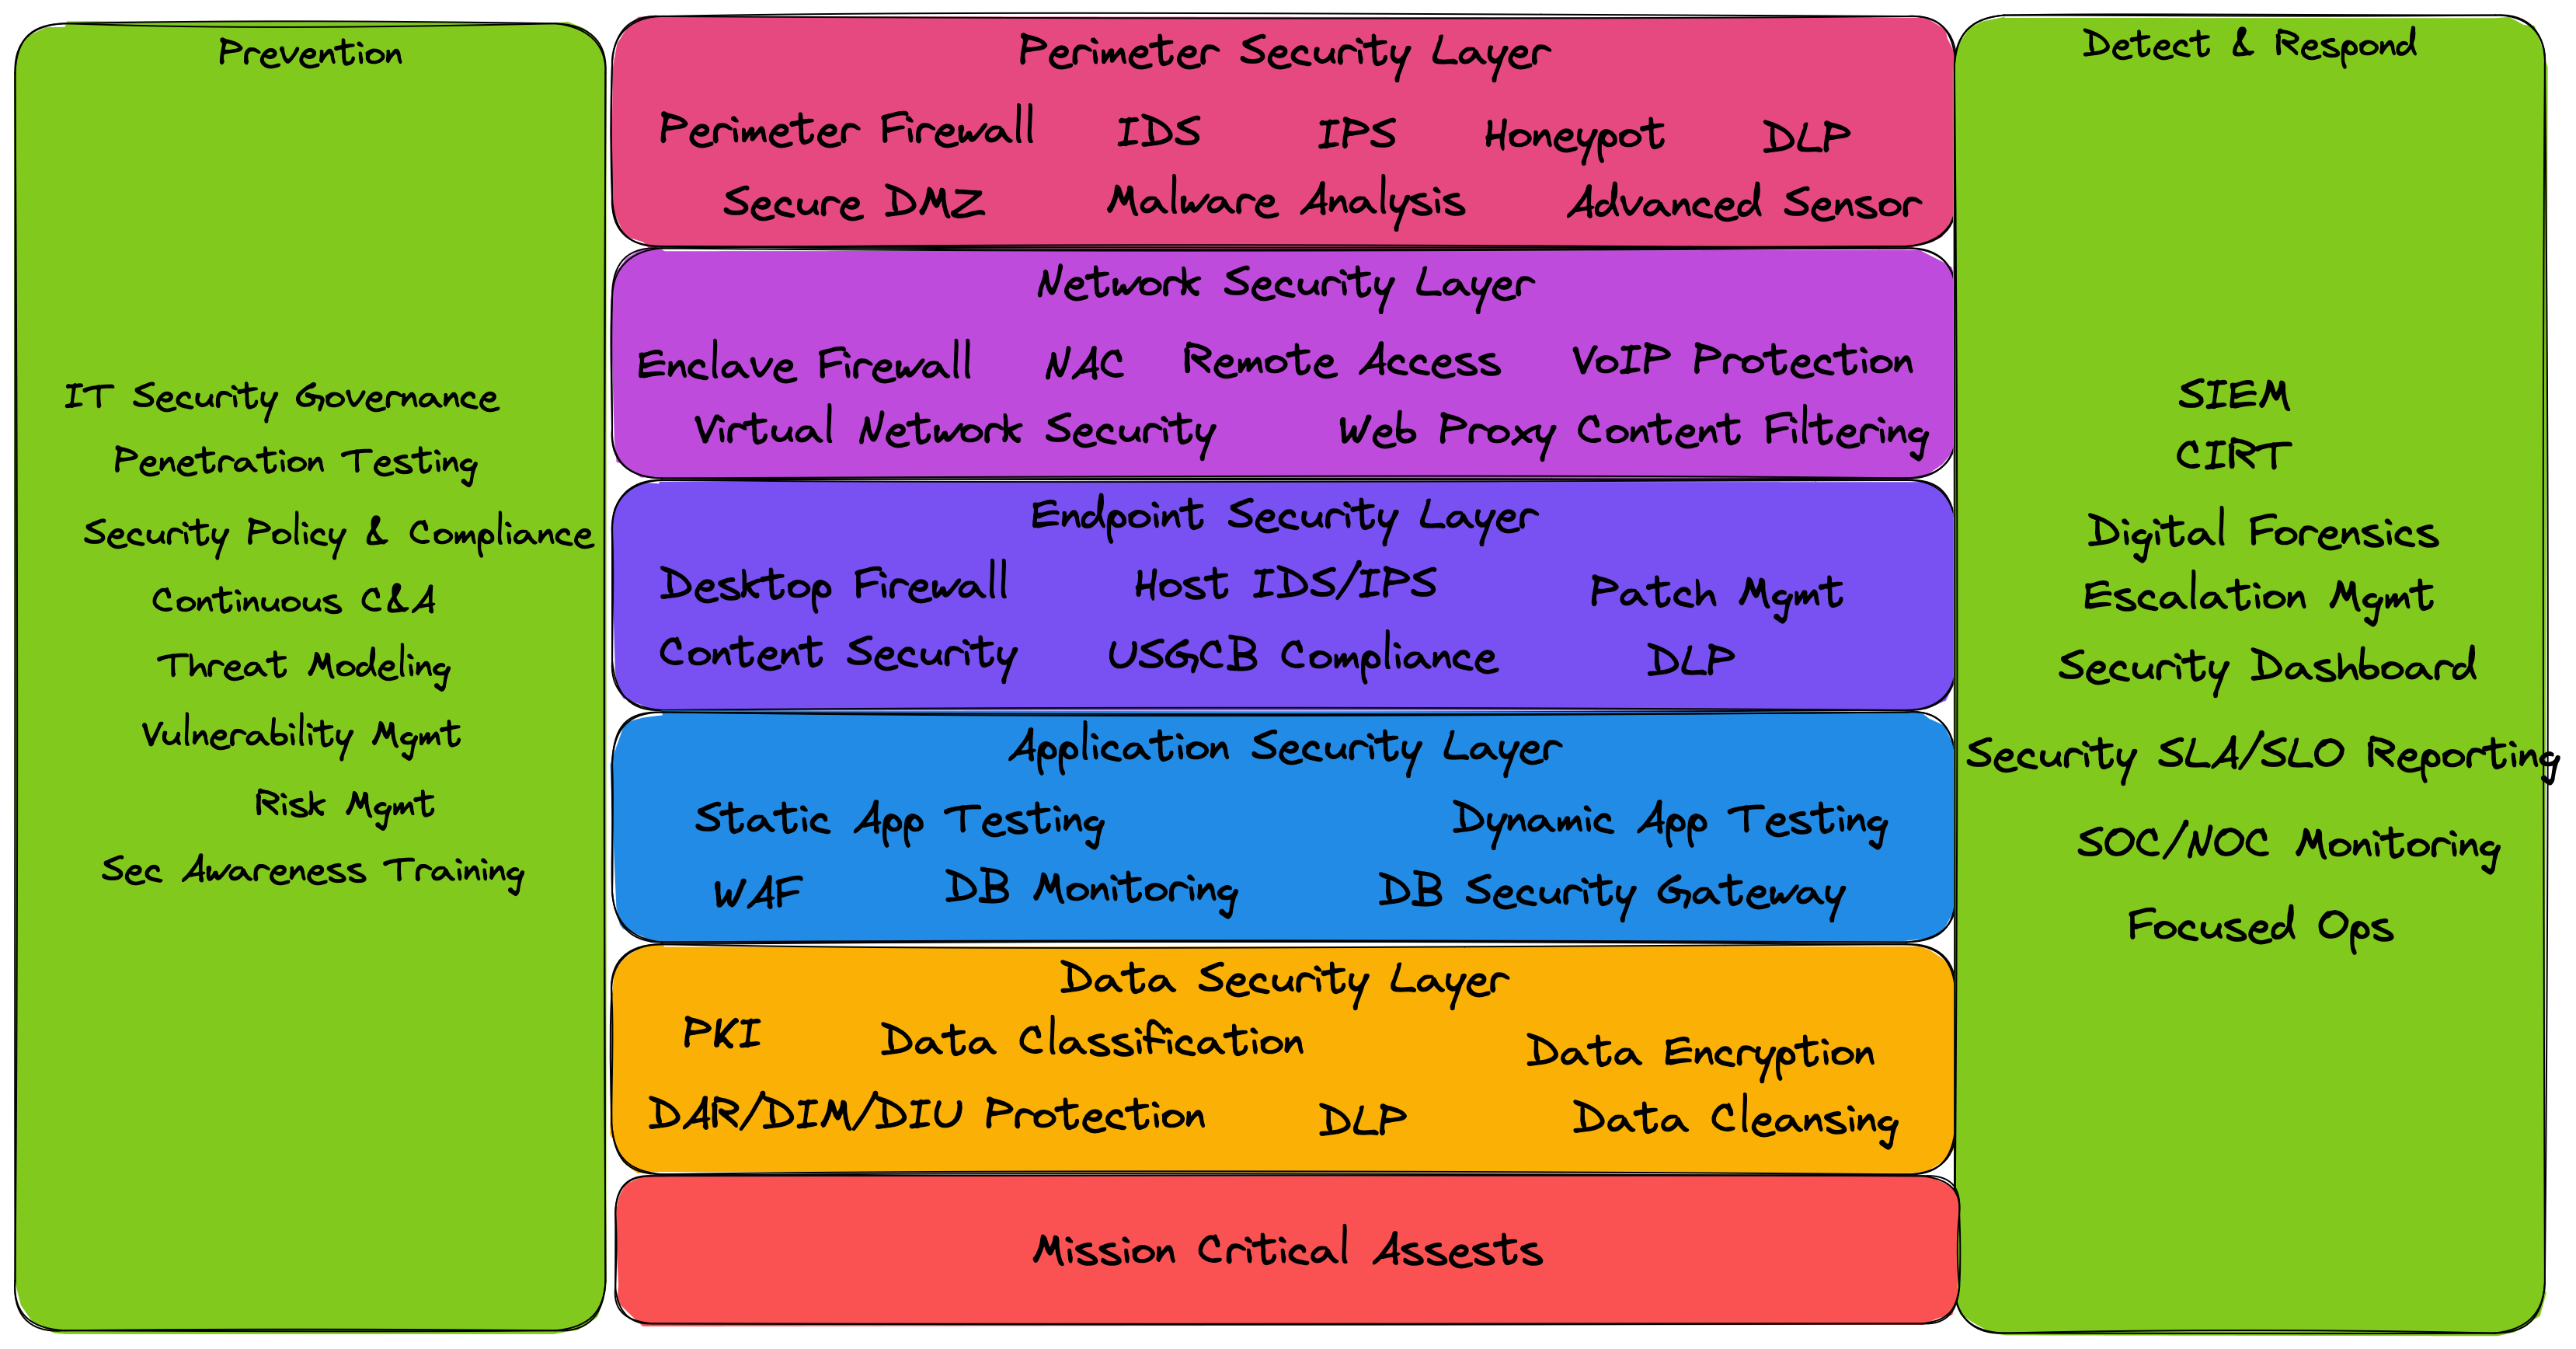 Prevention
IT Security Governance
Penetration Testing
Security Policy & Compliance
Continuous C&A
Threat Modeling
Vulnerability Mgmt
Risk Mgmt
Sec Awareness Training
Perimeter Security Layer
Perimeter Firewall IDS IPS Honeypot DLP
Secure DMZ Malware Analysis Advanced Sensor
Network Security Layer
Enclave Firewall NAC Remote Access VoIP Protection
Virtual Network Security Web Proxy Content Filtering
Endpoint Security Layer
Desktop Firewall Host IDS/IPS Patch Mgmt
Content Security USGCB Compliance DLP
Application Security Layer
Static App Testing Dynamic App Testing
WAF DB Monitoring DB Security Gateway
Data Security Layer
PKI Data Classification Data Encryption
DAR/DIM/DIU Protection DLP Data Cleansing
Mission Critical Assests
Detect & Respond
SIEM
CIRT
Digital Forensics
Escalation Mgmt
Security Dashboard
Security SLA/SLO Reporting
SOC/NOC Monitoring
Focused Ops